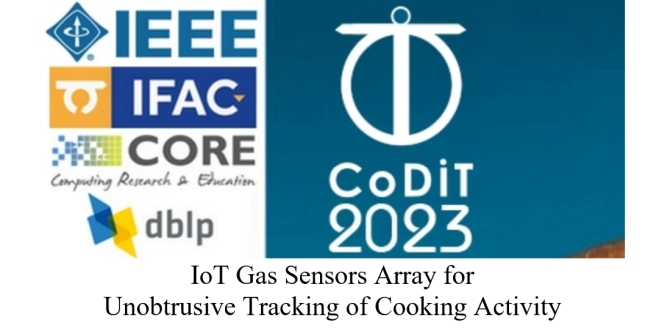 IEEE
IFAC
CORE
Computing Research & Education
dblp
CoDiT
2023
IoT Gas Sensors Array for
Unobtrusive Tracking of Cooking Activity